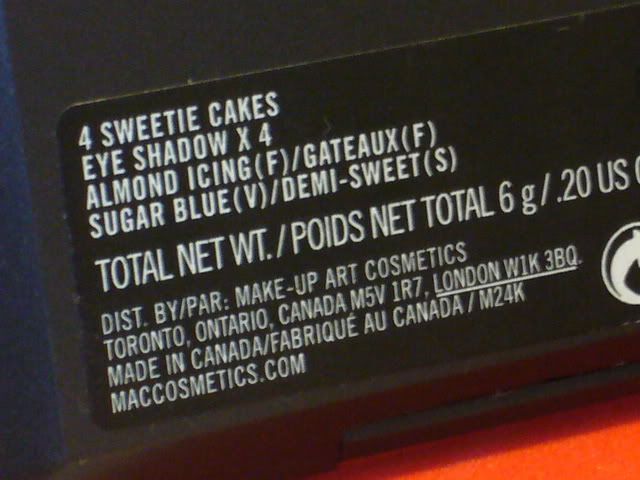 4 SWEETIE CAKES
EYE SHADOW X 4
ALMOND ICING(F)/GATEAUX(F)
SUGAR BLUE(V)/DEMI-SWEET(S)
TOTAL NET WT./POIDS NET TOTAL 6 g/.20 US
DIST. BY/PAR: MAKE-UP ART COSMETICS
TORONTO, ONTARIO, CANADA M5V 1R7, LONDON W1K 3BQ.
MADE IN CANADA/FABRIQUÉ AU CANADA / M24K
MACCOSMETICS.COM